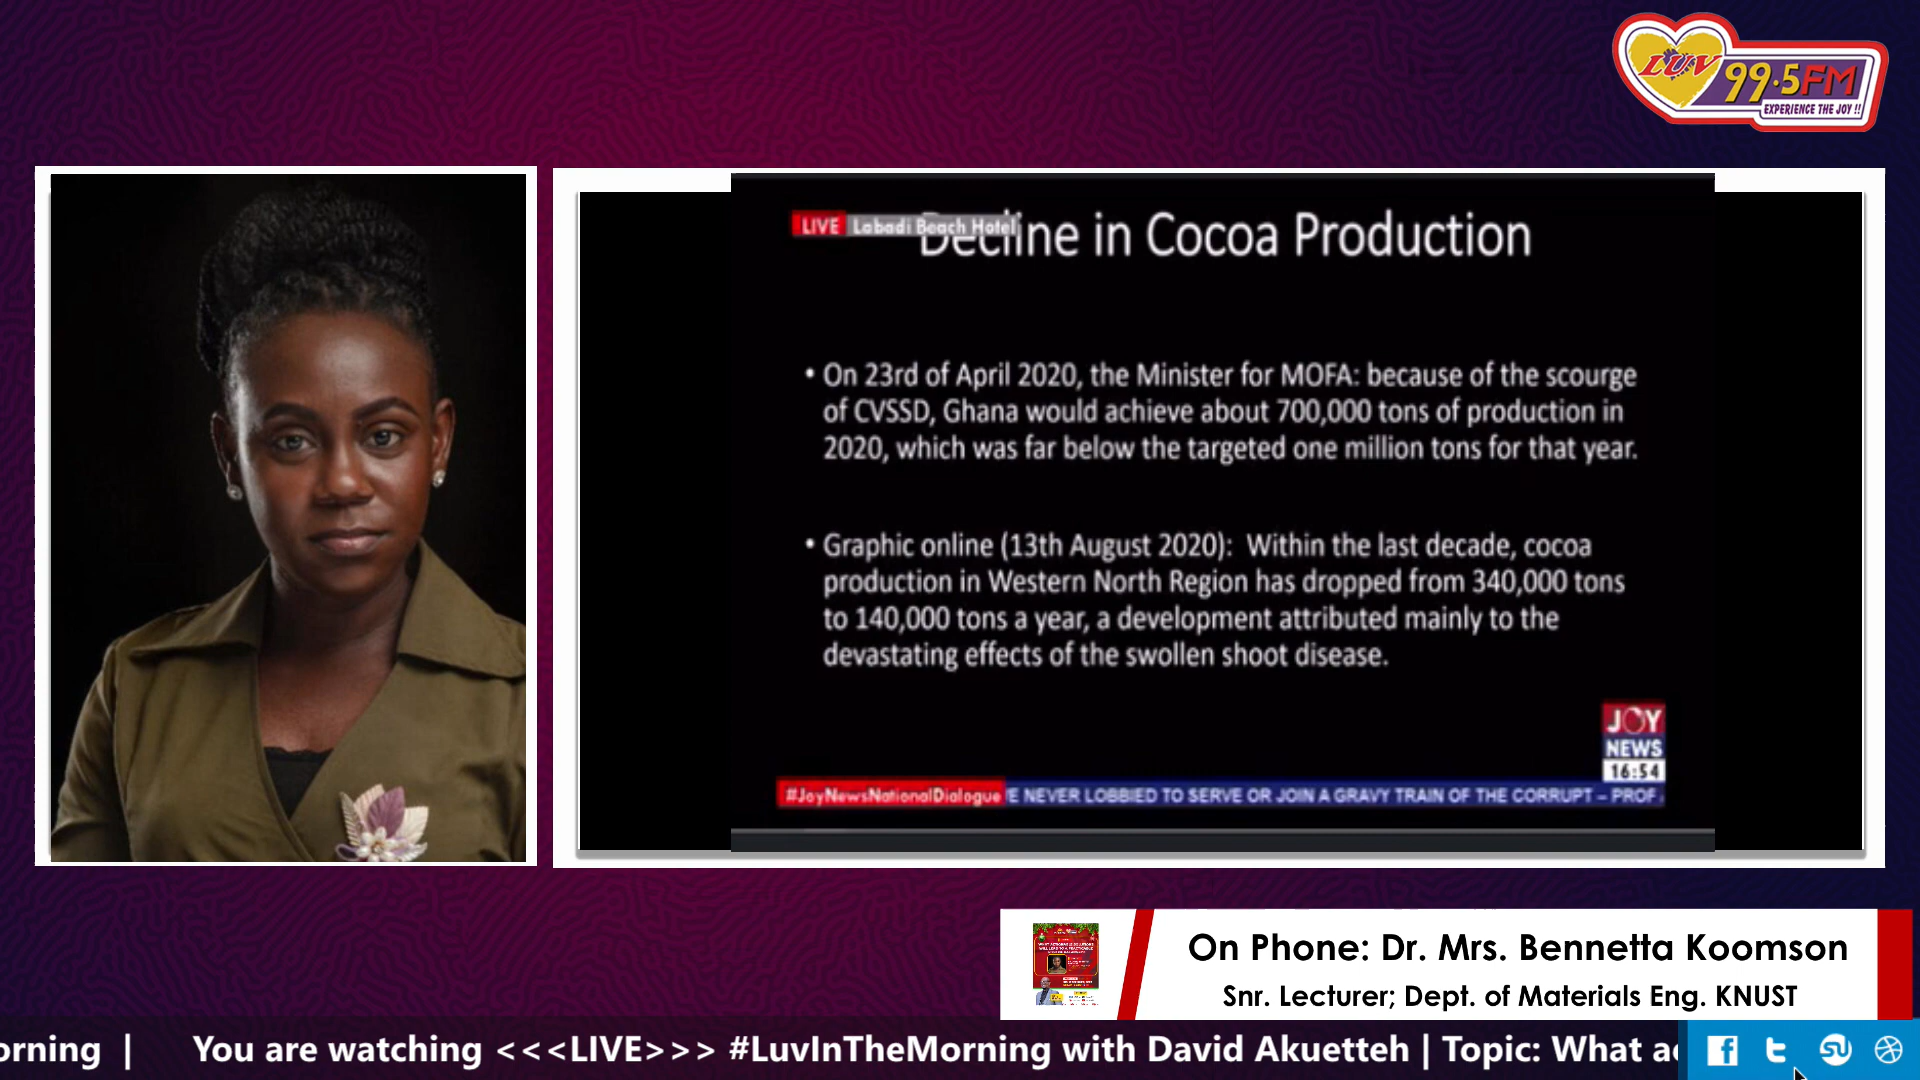 LUV
99.5FM
EXPERIENCE THE JOY !!
LIVE Labadi Beach Hotel
Decline in Cocoa Production
• On 23rd of April 2020, the Minister for MOFA: because of the scourge
of CVSSD, Ghana would achieve about 700,000 tons of production in
2020, which was far below the targeted one million tons for that year.
• Graphic online (13th August 2020): Within the last decade, cocoa
production in Western North Region has dropped from 340,000 tons
to 140,000 tons a year, a development attributed mainly to the
devastating effects of the swollen shoot disease.
JOY
NEWS
16:54
#JoyNewsNationalDialogue E NEVER LOBBIED TO SERVE OR JOIN A GRAVY TRAIN OF THE CORRUPT – PROF
On Phone: Dr. Mrs. Bennetta Koomson
Snr. Lecturer; Dept. of Materials Eng. KNUST
orning | You are watching <<<LIVE>>> #LuvInTheMorning with David Akuetteh | Topic: What ac